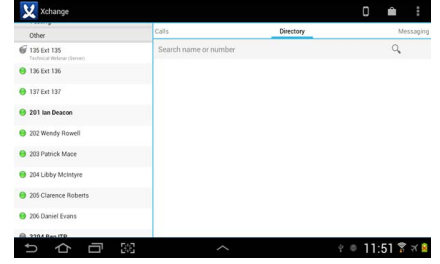 Xchange
Other
135 Ext 135
Technical Webinar (Server)
136 Ext 136
137 Ext 137
201 Ian Deacon
202 Wendy Rowell
203 Patrick Mace
204 Libby Mcintyre
205 Clarence Roberts
206 Daniel Evans
Calls
Directory
Messaging
Search name or number
11:51